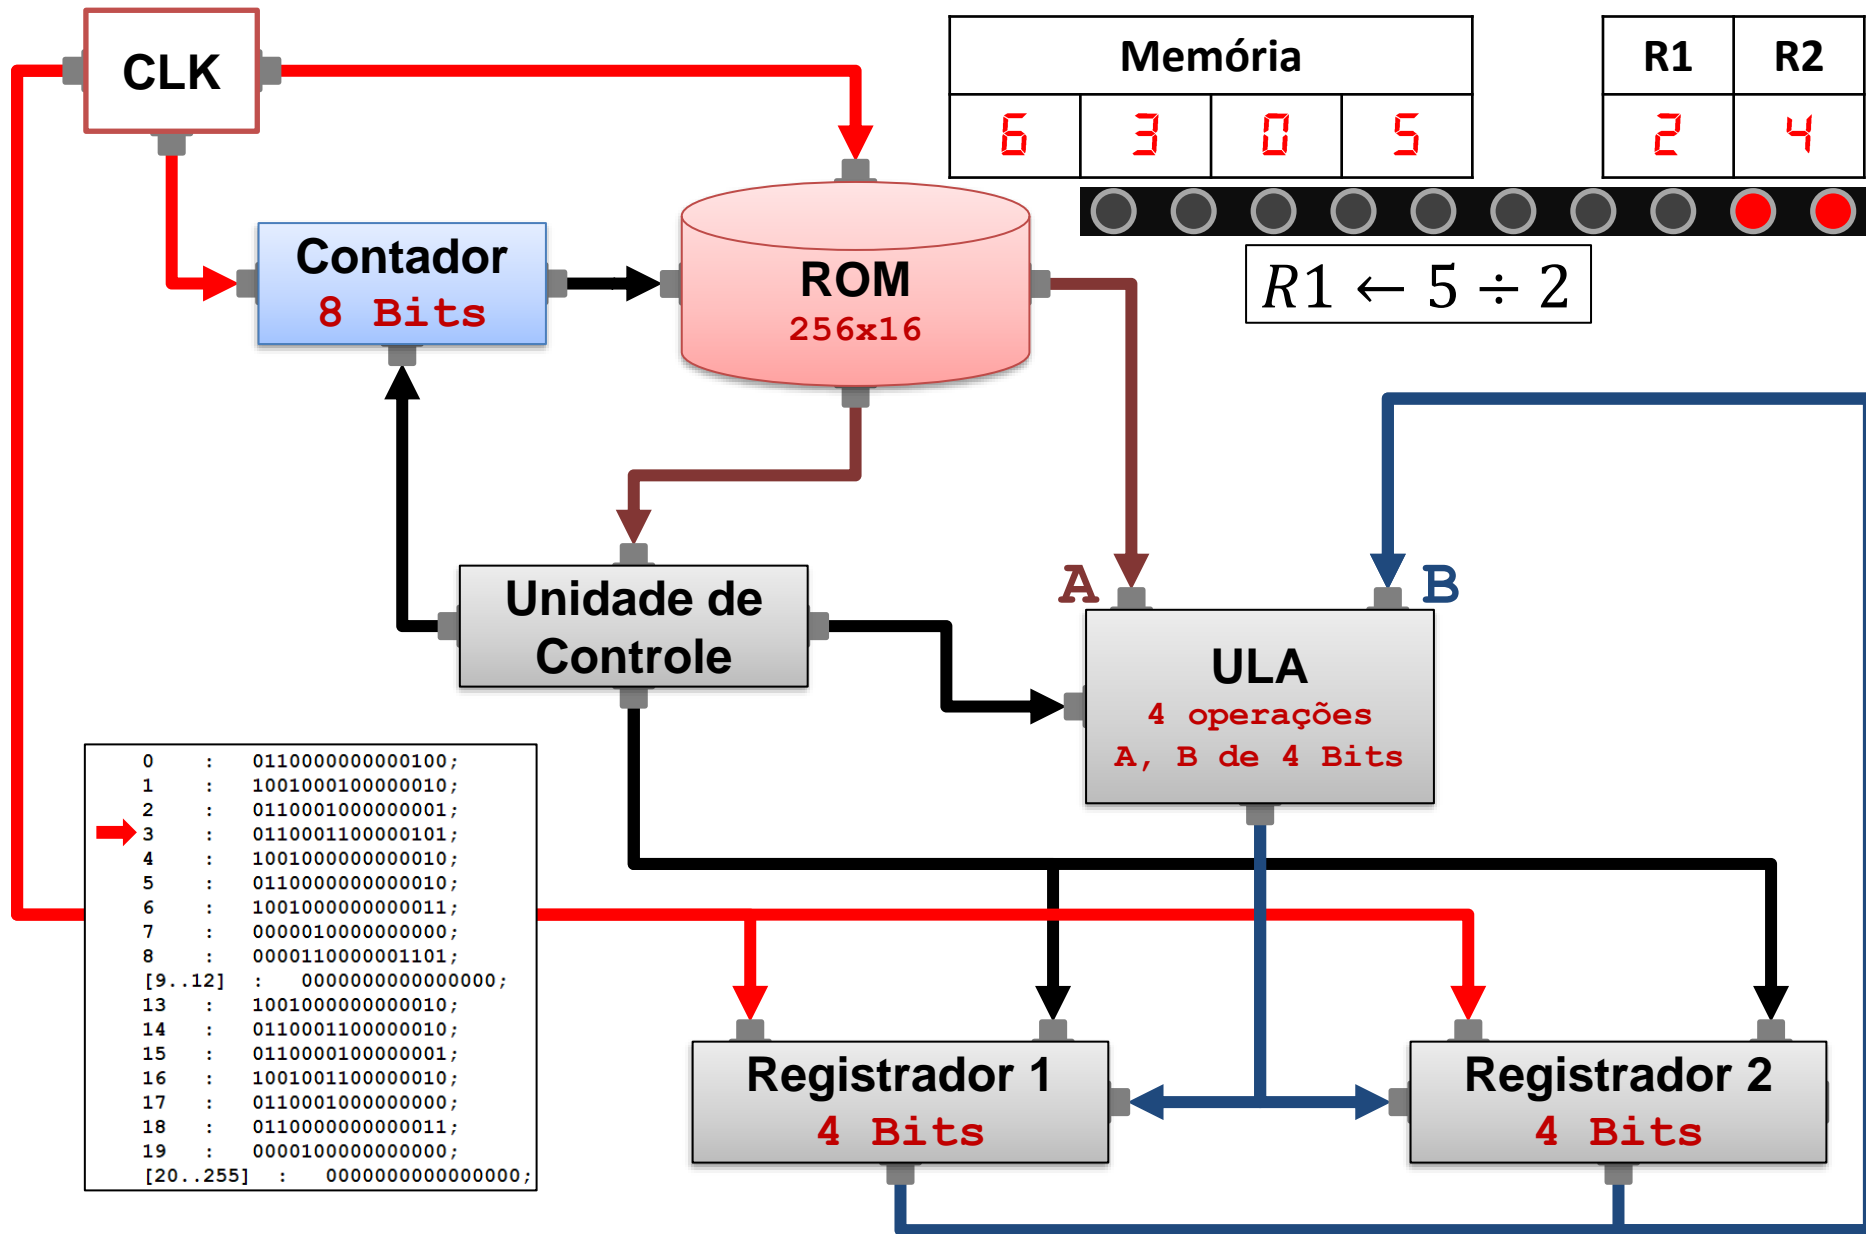 CLK
Memória
R1 R2
6 3 0 5
2 4
Contador
8 Bits
ROM
256x16
R1 ← 5 ÷ 2
A
B
Unidade de
Controle
ULA
4 operações
A, B de 4 Bits
0 : 0110000000000100;
1 : 1001000100000010;
2 : 0110001000000001;
3 : 0110001100000101;
4 : 1001000000000010;
5 : 0110000000000010;
6 : 1001000000000011;
7 : 0000010000000000;
8 : 0000110000001101;
[9..12] : 0000000000000000;
13 : 1001000000000010;
14 : 0110001100000010;
15 : 0110000100000001;
16 : 1001001100000010;
17 : 0110001000000000;
18 : 0110000000000011;
19 : 0000100000000000;
[20..255] : 0000000000000000;
Registrador 1
4 Bits
Registrador 2
4 Bits